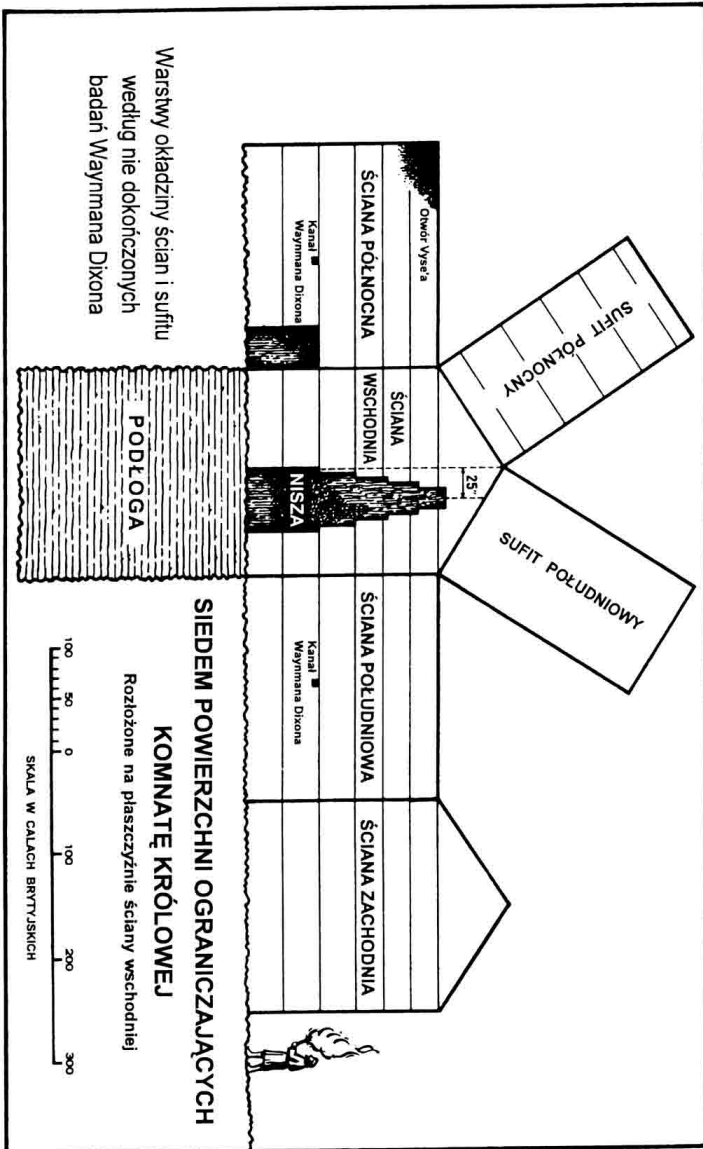 Warstwy okładziny ścian i sufitu
według nie dokończonych
badań Waynmana Dixona
SUFIT PÓŁNOCNY
SUFIT POŁUDNIOWY
Otwór Vyse'a
ŚCIANA PÓŁNOCNA
Kanał
Waynmana Dixona
ŚCIANA
WSCHODNIA
25"
NISZA
ŚCIANA POŁUDNIOWA
Kanał
Waynmana Dixona
ŚCIANA ZACHODNIA
PODŁOGA
SIEDEM POWIERZCHNI OGRANICZAJĄCYCH
KOMNATĘ KRÓLOWEJ
Rozłożone na płaszczyźnie ściany wschodniej
100 50 0 100 200 300
SKALA W CALACH BRYTYJSKICH